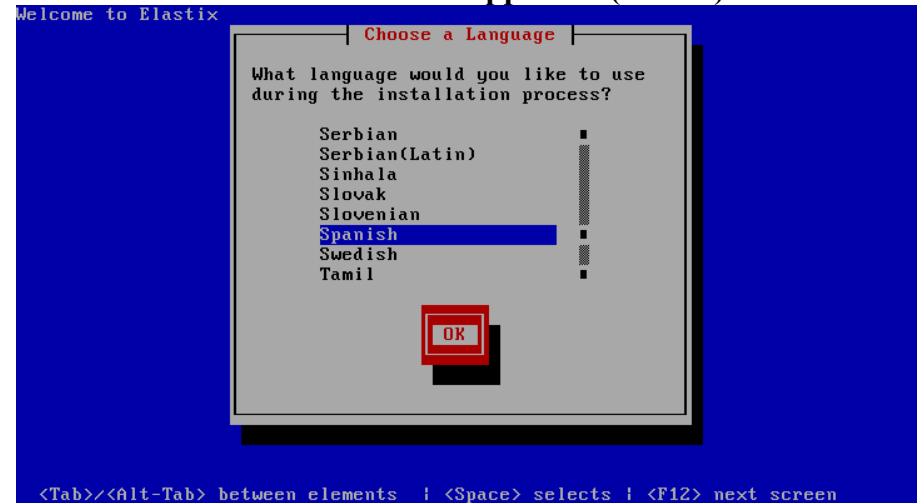 Welcome to Elastix
Choose a Language
What language would you like to use
during the installation process?
Serbian
Serbian(Latin)
Sinhala
Slovak
Slovenian
Spanish
Swedish
Tamil
OK
<Tab>/<Alt-Tab> between elements | <Space> selects | <F12> next screen